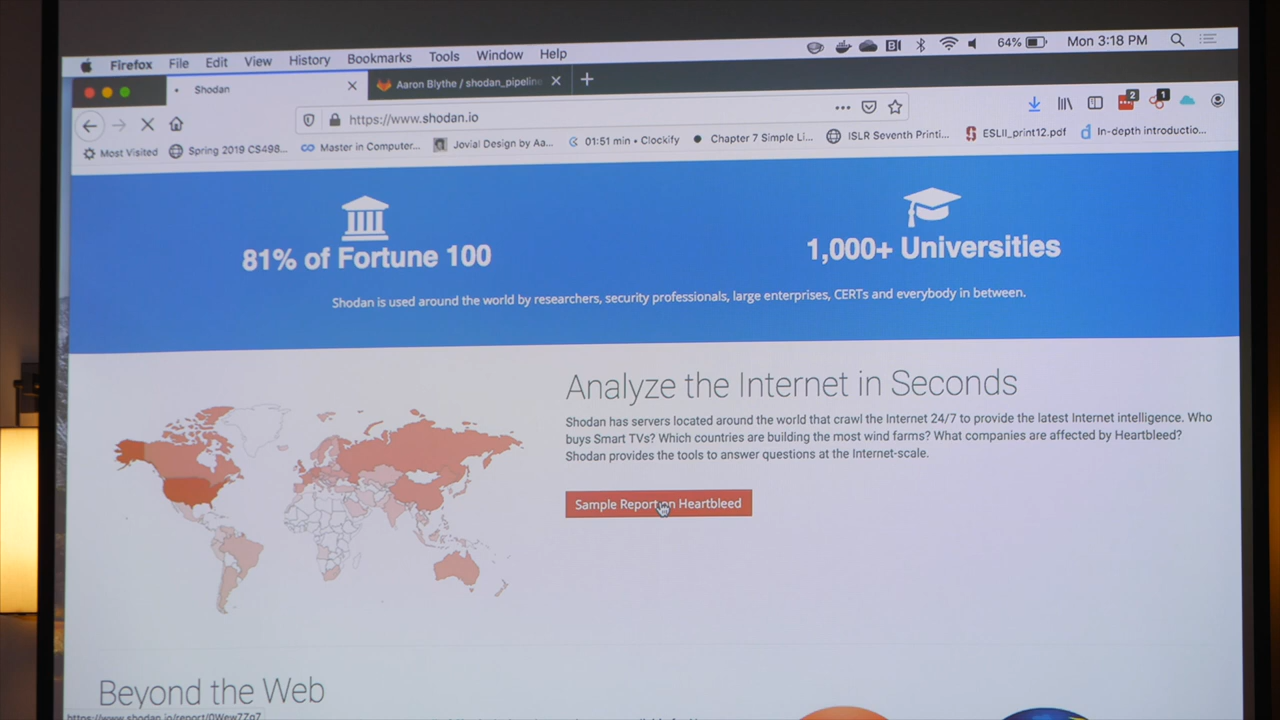 Firefox File Edit View History Bookmarks Tools Window Help 64% Mon 3:18 PM
Shodan
Aaron Blythe / shodan_pipeline
https://www.shodan.io
2 1
Most Visited Spring 2019 CS498... Master in Computer... Jovial Design by Aa... 01:51 min • Clockify Chapter 7 Simple Li... ISLR Seventh Printi... ESLII_print12.pdf In-depth introductio...
81% of Fortune 100
1,000+ Universities
Shodan is used around the world by researchers, security professionals, large enterprises, CERTs and everybody in between.
Analyze the Internet in Seconds
Shodan has servers located around the world that crawl the Internet 24/7 to provide the latest Internet intelligence. Who
buys Smart TVs? Which countries are building the most wind farms? What companies are affected by Heartbleed?
Shodan provides the tools to answer questions at the Internet-scale.
Sample Report on Heartbleed
Beyond the Web